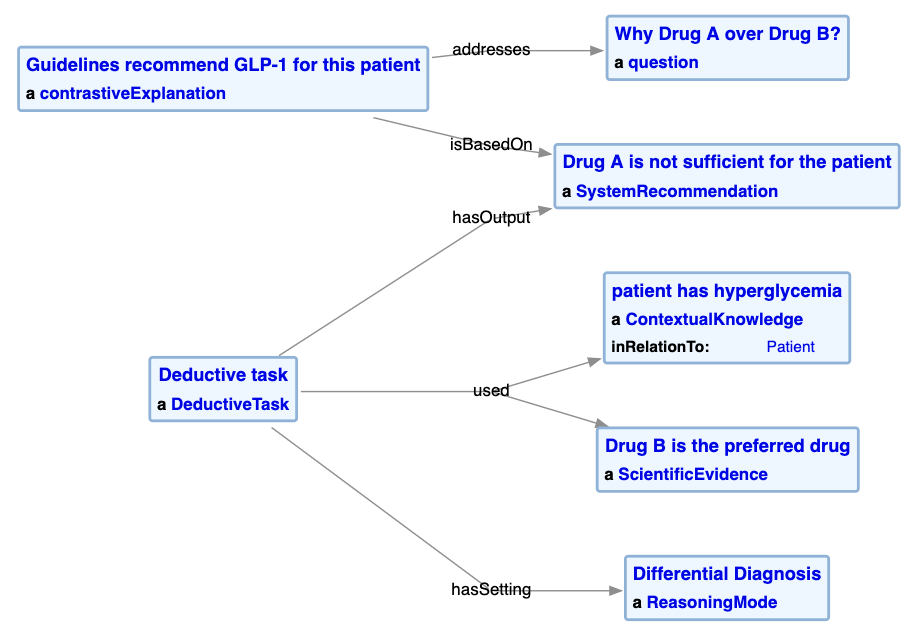 Guidelines recommend GLP-1 for this patient
a contrastiveExplanation
addresses
Why Drug A over Drug B?
a question
isBasedOn
Drug A is not sufficient for the patient
a SystemRecommendation
hasOutput
patient has hyperglycemia
a ContextualKnowledge
inRelationTo: Patient
Deductive task
a DeductiveTask
used
Drug B is the preferred drug
a ScientificEvidence
hasSetting
Differential Diagnosis
a ReasoningMode